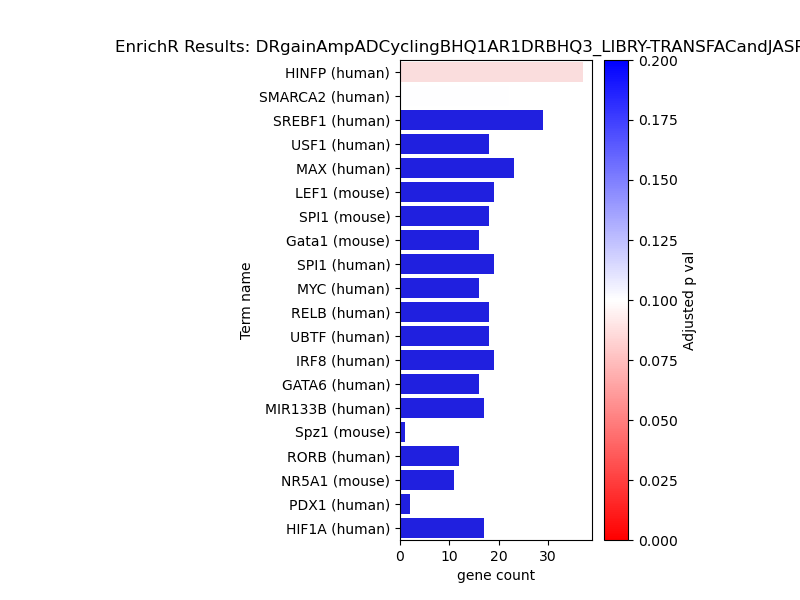 EnrichR Results: DRgainAmpADCyclingBHQ1AR1DRBHQ3_LIBRY-TRANSFACandJASP
HINFP (human)
SMARCA2 (human)
SREBF1 (human)
USF1 (human)
MAX (human)
LEF1 (mouse)
SPI1 (mouse)
Gata1 (mouse)
SPI1 (human)
MYC (human)
RELB (human)
UBTF (human)
IRF8 (human)
GATA6 (human)
MIR133B (human)
Spz1 (mouse)
RORB (human)
NR5A1 (mouse)
PDX1 (human)
HIF1A (human)
Term name
0 10 20 30
gene count
0.200
0.175
0.150
0.125
0.100
0.075
0.050
0.025
0.000
Adjusted p val